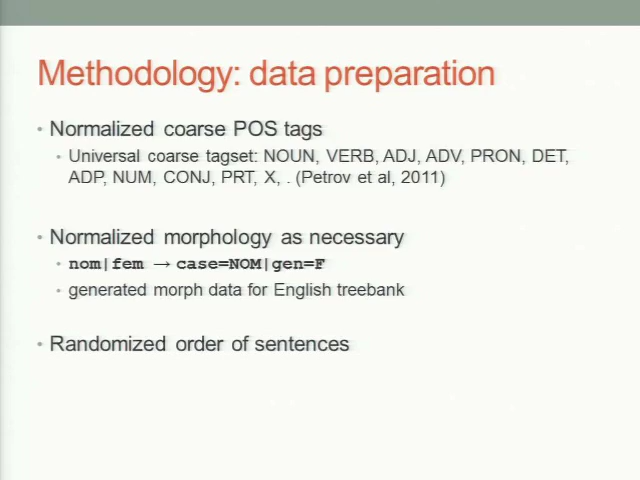 Methodology: data preparation
• Normalized coarse POS tags
• Universal coarse tagset: NOUN, VERB, ADJ, ADV, PRON, DET,
ADP, NUM, CONJ, PRT, X, . (Petrov et al, 2011)
• Normalized morphology as necessary
• nom|fem → case=NOM|gen=F
• generated morph data for English treebank
• Randomized order of sentences